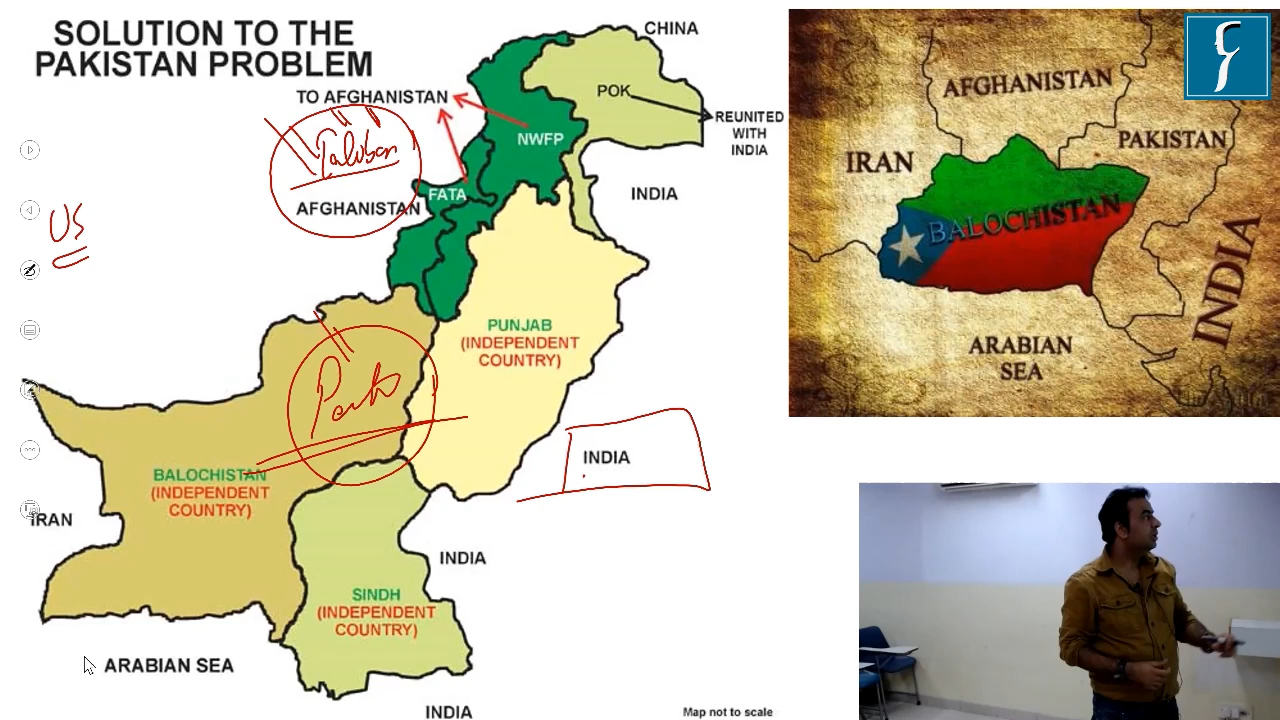 SOLUTION TO THE
PAKISTAN PROBLEM
CHINA
TO AFGHANISTAN
POK
REUNITED
WITH
INDIA
NWFP
Taliban
FATA
AFGHANISTAN
INDIA
US
PUNJAB
(INDEPENDENT
COUNTRY)
Pak
BALOCHISTAN
(INDEPENDENT
COUNTRY)
INDIA
IRAN
INDIA
SINDH
(INDEPENDENT
COUNTRY)
ARABIAN SEA
INDIA
Map not to scale
AFGHANISTAN
PAKISTAN
IRAN
BALOCHISTAN
INDIA
ARABIAN
SEA